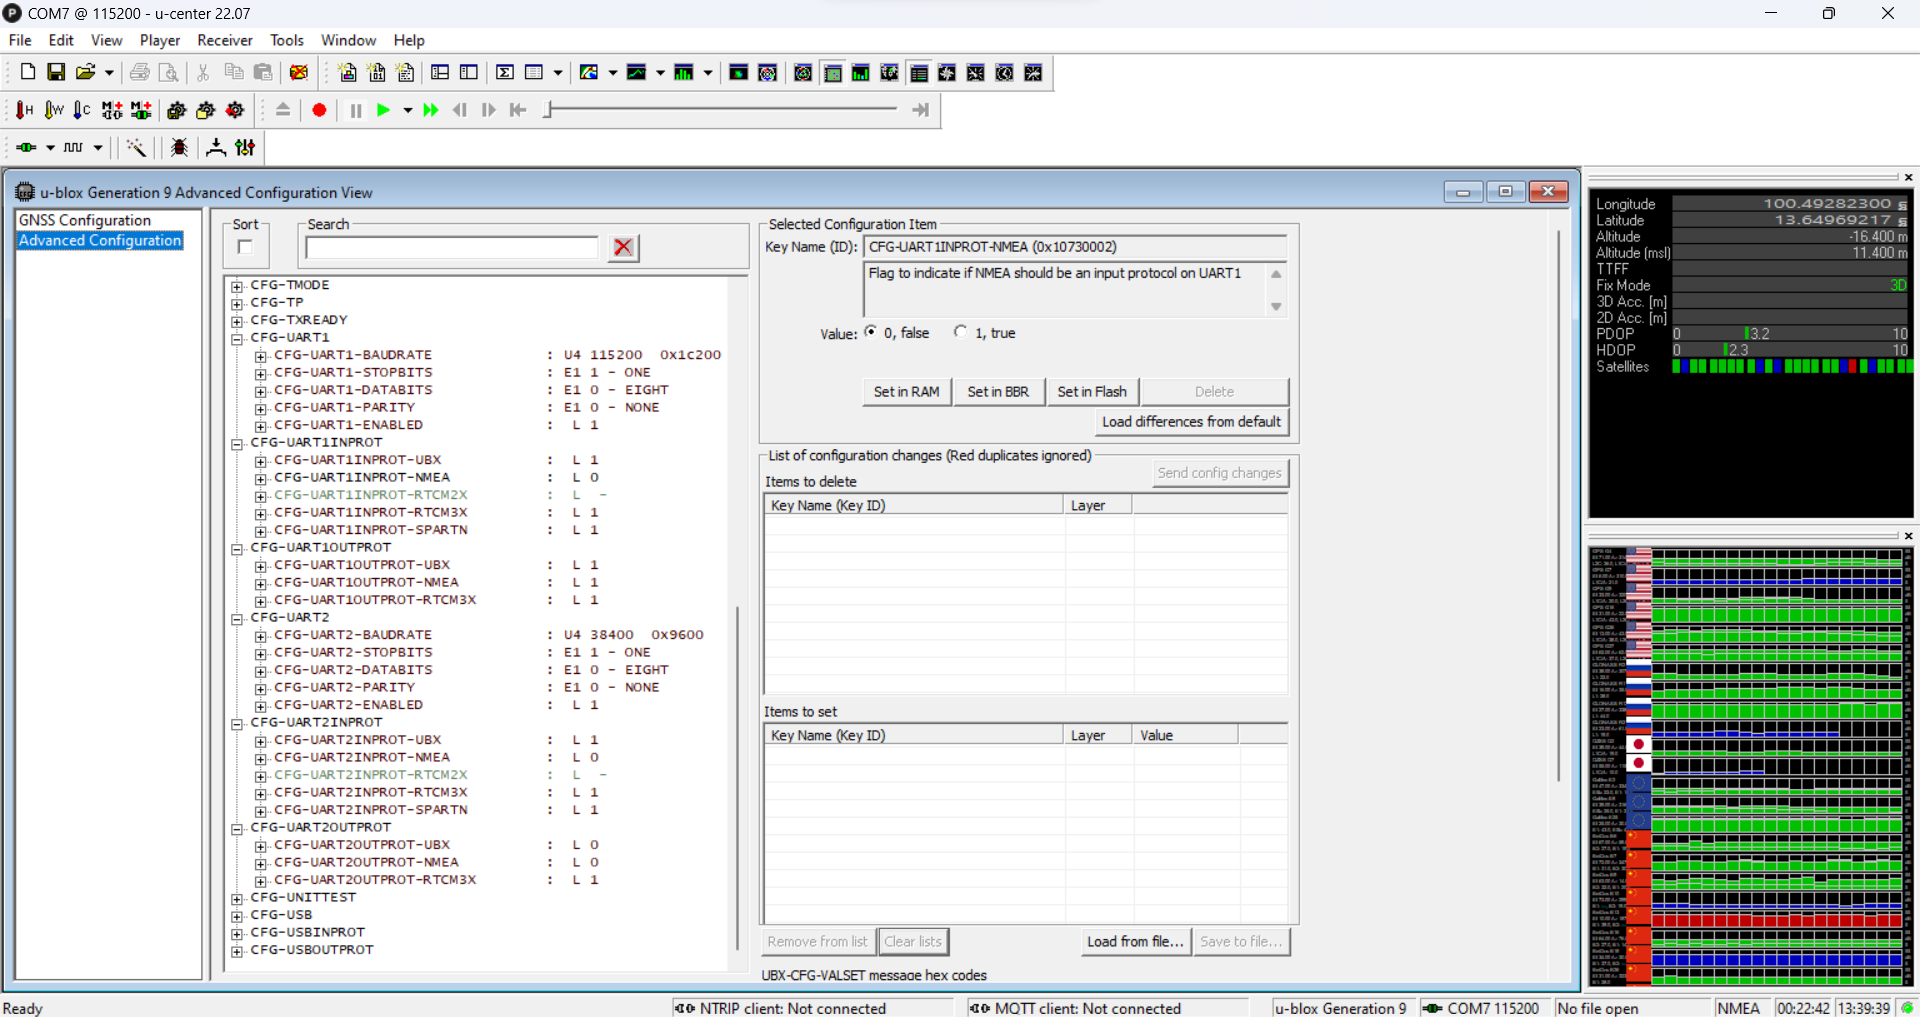 COM7 @ 115200 - u-center 22.07
File Edit View Player Receiver Tools Window Help
u-blox Generation 9 Advanced Configuration View
GNSS Configuration
Advanced Configuration
Sort
Search
CFG-TMODE
CFG-TP
CFG-TXREADY
CFG-UART1
CFG-UART1-BAUDRATE : U4 115200 0x1c200
CFG-UART1-STOPBITS : E1 1 - ONE
CFG-UART1-DATABITS : E1 0 - EIGHT
CFG-UART1-PARITY : E1 0 - NONE
CFG-UART1-ENABLED : L 1
CFG-UART1INPROT
CFG-UART1INPROT-UBX : L 1
CFG-UART1INPROT-NMEA : L 0
CFG-UART1INPROT-RTCM2X : L -
CFG-UART1INPROT-RTCM3X : L 1
CFG-UART1INPROT-SPARTN : L 1
CFG-UART1OUTPROT
CFG-UART1OUTPROT-UBX : L 1
CFG-UART1OUTPROT-NMEA : L 1
CFG-UART1OUTPROT-RTCM3X : L 1
CFG-UART2
CFG-UART2-BAUDRATE : U4 38400 0x9600
CFG-UART2-STOPBITS : E1 1 - ONE
CFG-UART2-DATABITS : E1 0 - EIGHT
CFG-UART2-PARITY : E1 0 - NONE
CFG-UART2-ENABLED : L 1
CFG-UART2INPROT
CFG-UART2INPROT-UBX : L 1
CFG-UART2INPROT-NMEA : L 0
CFG-UART2INPROT-RTCM2X : L -
CFG-UART2INPROT-RTCM3X : L 1
CFG-UART2INPROT-SPARTN : L 1
CFG-UART2OUTPROT
CFG-UART2OUTPROT-UBX : L 0
CFG-UART2OUTPROT-NMEA : L 0
CFG-UART2OUTPROT-RTCM3X : L 1
CFG-UNITTEST
CFG-USB
CFG-USBINPROT
CFG-USBOUTPROT
Selected Configuration Item
Key Name (ID): CFG-UART1INPROT-NMEA (0x10730002)
Flag to indicate if NMEA should be an input protocol on UART1
Value: 0, false 1, true
Set in RAM Set in BBR Set in Flash Delete
Load differences from default
List of configuration changes (Red duplicates ignored)
Send config changes
Items to delete
Key Name (Key ID) Layer
Items to set
Key Name (Key ID) Layer Value
Remove from list Clear lists Load from file... Save to file...
UBX-CFG-VALSET message hex codes
Longitude 100.49282300
Latitude 13.64969217
Altitude -16.400 m
Altitude (msl) 11.400 m
TTFF
Fix Mode 3D
3D Acc. [m]
2D Acc. [m]
PDOP 0 3.2 10
HDOP 0 2.3 10
Satellites
Ready NTRIP client: Not connected MQTT client: Not connected u-blox Generation 9 COM7 115200 No file open NMEA 00:22:42 13:39:39